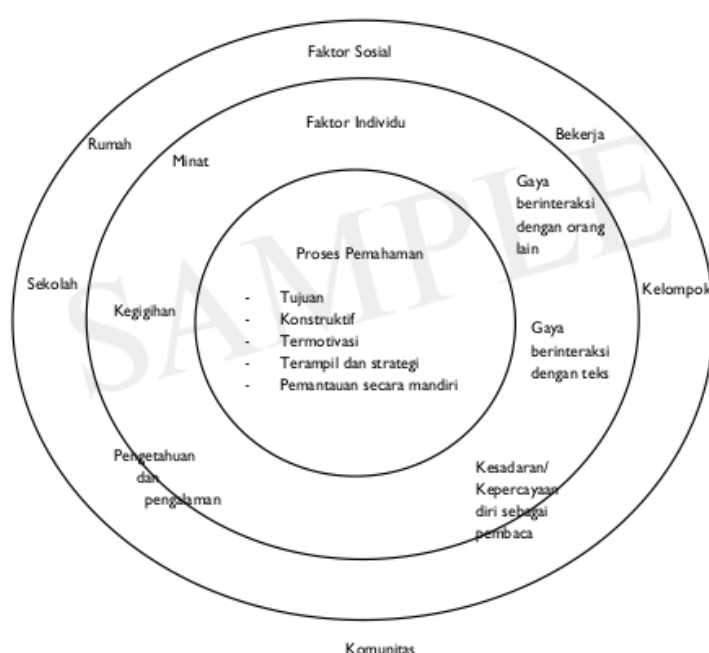 Faktor Sosial
Faktor Individu
Rumah
Bekerja
Minat
Gaya
berinteraksi
dengan orang
lain
Proses Pemahaman
Sekolah
Kelompok
Kegigihan
- Tujuan
- Konstruktif
- Termotivasi
- Terampil dan strategi
- Pemantauan secara mandiri
Gaya
berinteraksi
dengan teks
Pengetahuan
dan
pengalaman
Kesadaran/
Kepercayaan
diri sebagai
pembaca
Komunitas
SAMPLE